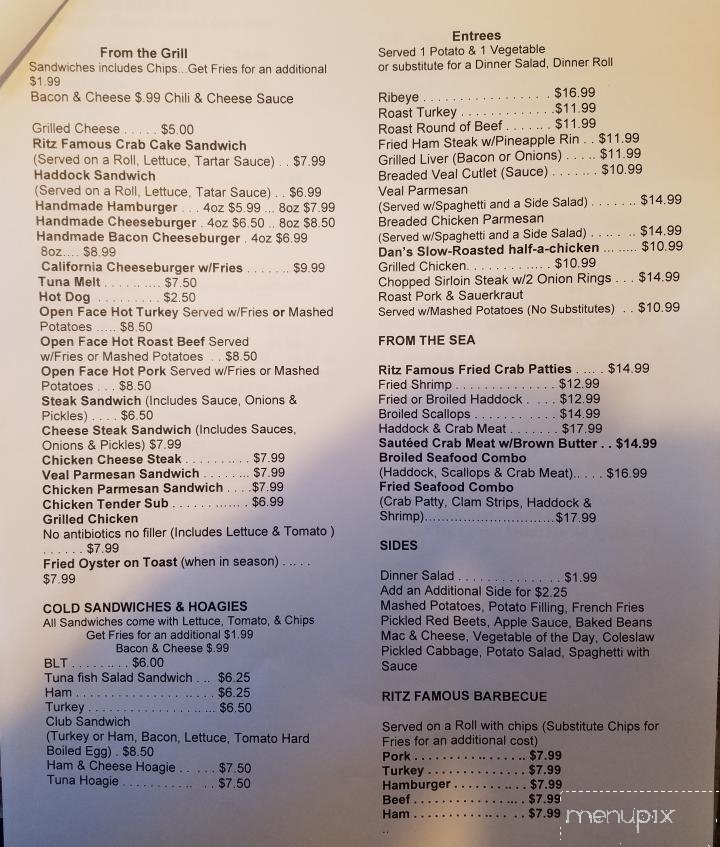 From the Grill
Sandwiches includes Chips...Get Fries for an additional
$1.99
Bacon & Cheese $.99 Chili & Cheese Sauce
Grilled Cheese . . . . . $5.00
Ritz Famous Crab Cake Sandwich
(Served on a Roll, Lettuce, Tartar Sauce) . . $7.99
Haddock Sandwich
(Served on a Roll, Lettuce, Tatar Sauce) . . $6.99
Handmade Hamburger . . . 4oz $5.99 ... 8oz $7.99
Handmade Cheeseburger . 4oz $6.50 .. 8oz $8.50
Handmade Bacon Cheeseburger . 4oz $6.99
8oz.... $8.99
California Cheeseburger w/Fries . . . . . . . $9.99
Tuna Melt . . . . . . . . . . $7.50
Hot Dog . . . . . . . . . $2.50
Open Face Hot Turkey Served w/Fries or Mashed
Potatoes ..... $8.50
Open Face Hot Roast Beef Served
w/Fries or Mashed Potatoes . . $8.50
Open Face Hot Pork Served w/Fries or Mashed
Potatoes . . . $8.50
Steak Sandwich (Includes Sauce, Onions &
Pickles) . . . . $6.50
Cheese Steak Sandwich (Includes Sauces,
Onions & Pickles) $7.99
Chicken Cheese Steak . . . . . . . . . . $7.99
Veal Parmesan Sandwich . . . . . . . $7.99
Chicken Parmesan Sandwich . . . .$7.99
Chicken Tender Sub . . . . . . . . . ... . $6.99
Grilled Chicken
No antibiotics no filler (Includes Lettuce & Tomato )
. . . . . . $7.99
Fried Oyster on Toast (when in season) . . . . .
$7.99
COLD SANDWICHES & HOAGIES
All Sandwiches come with Lettuce, Tomato, & Chips
Get Fries for an additional $1.99
Bacon & Cheese $.99
BLT . . . . . . . . . $6.00
Tuna fish Salad Sandwich . . .. $6.25
Ham . . . . . . . . . . . . . . . . .. . . . . $6.25
Turkey . . . . . . . . . . . . . . . . . . . $6.50
Club Sandwich
(Turkey or Ham, Bacon, Lettuce, Tomato Hard
Boiled Egg) . $8.50
Ham & Cheese Hoagie . . . . . $7.50
Tuna Hoagie . . . . . . . . . . .. . . $7.50
Entrees
Served 1 Potato & 1 Vegetable
or substitute for a Dinner Salad, Dinner Roll
Ribeye . . . . . . . . . . . . . . . . . $16.99
Roast Turkey . . . . . . . . . . . . .$11.99
Roast Round of Beef . . . . .. . $11.99
Fried Ham Steak w/Pineapple Rin . . $11.99
Grilled Liver (Bacon or Onions) . . . .. $11.99
Breaded Veal Cutlet (Sauce) . . . . . . $10.99
Veal Parmesan
(Served w/Spaghetti and a Side Salad) . . . . . . . $14.99
Breaded Chicken Parmesan
(Served w/Spaghetti and a Side Salad) . . . .. . .. $14.99
Dan's Slow-Roasted half-a-chicken ... ..... $10.99
Grilled Chicken. . . . . . . . .... . $10.99
Chopped Sirloin Steak w/2 Onion Rings . . . $14.99
Roast Pork & Sauerkraut
Served w/Mashed Potatoes (No Substitutes) . . $10.99
FROM THE SEA
Ritz Famous Fried Crab Patties . . .. . $14.99
Fried Shrimp . . . . . . . . . . . . . $12.99
Fried or Broiled Haddock . . . . . $12.99
Broiled Scallops . . . . . . . . . . . $14.99
Haddock & Crab Meat . . . . . . . $17.99
Sautéed Crab Meat w/Brown Butter . . $14.99
Broiled Seafood Combo
(Haddock, Scallops & Crab Meat).. . . . $16.99
Fried Seafood Combo
(Crab Patty, Clam Strips, Haddock &
Shrimp)................................$17.99
SIDES
Dinner Salad . . . . . . . . . . . . . . $1.99
Add an Additional Side for $2.25
Mashed Potatoes, Potato Filling, French Fries
Pickled Red Beets, Apple Sauce, Baked Beans
Mac & Cheese, Vegetable of the Day, Coleslaw
Pickled Cabbage, Potato Salad, Spaghetti with
Sauce
RITZ FAMOUS BARBECUE
Served on a Roll with chips (Substitute Chips for
Fries for an additional cost)
Pork . . . . . . . . . . .. . . . . . $7.99
Turkey . . . . . . . . . . . . . . . . $7.99
Hamburger . . . . . . . .. . . . $7.99
Beef . . . . . . . . . . . . .. . . . $7.99
Ham . . . . . . . . . . .. . . . . . $7.99
..
menupix